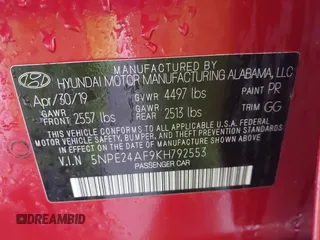 MANUFACTURED BY
HYUNDAI MOTOR MANUFACTURING ALABAMA, LLC
Apr/30/19 GVWR 4497 lbs PAINT PR
GAWR FRONT 2557 lbs GAWR REAR 2513 lbs TRIM GG
THIS VEHICLE CONFORMS TO ALL APPLICABLE U.S.A. FEDERAL
MOTOR VEHICLE SAFETY, BUMPER, AND THEFT PREVENTION
STANDARDS IN EFFECT ON THE DATE OF MANUFACTURE SHOWN ABOVE.
V.I.N 5NPE24AF9KH792553
PASSENGER CAR
DREAMBID